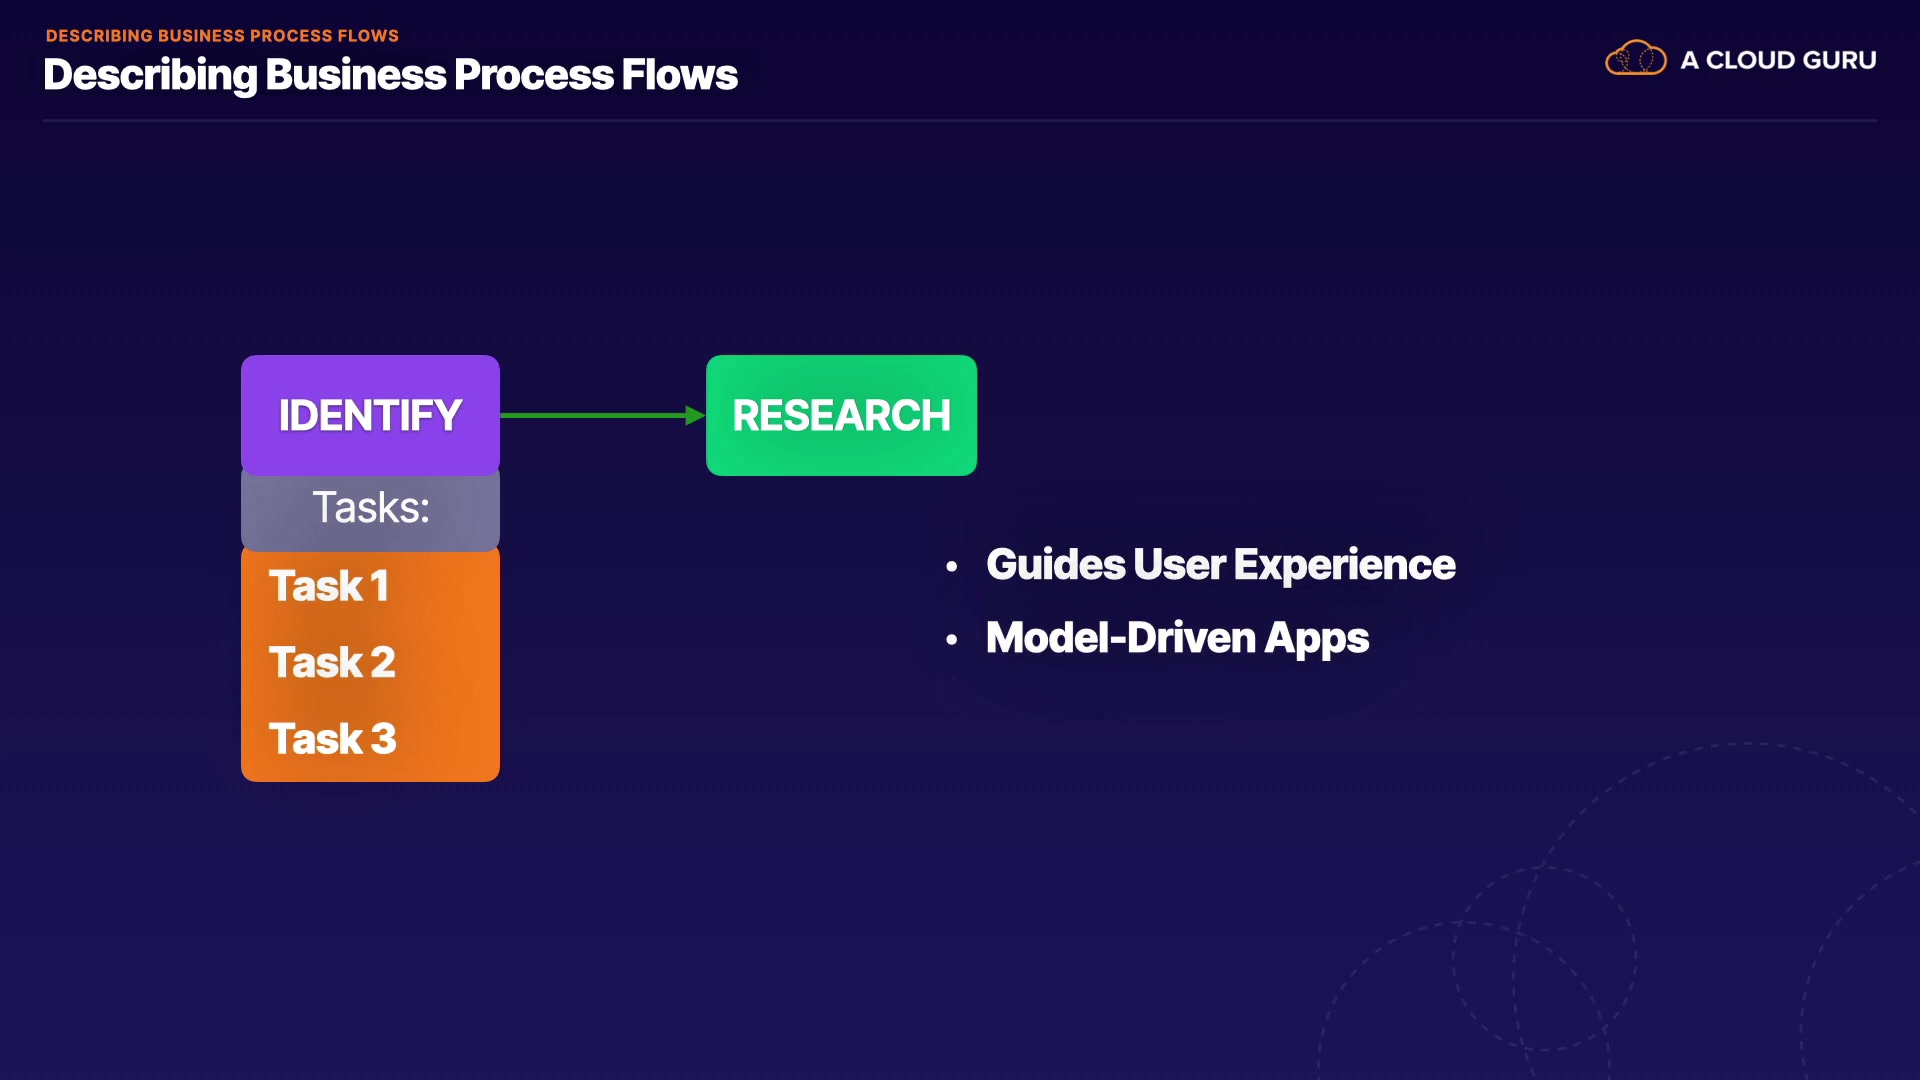 DESCRIBING BUSINESS PROCESS FLOWS
Describing Business Process Flows
A CLOUD GURU
IDENTIFY
RESEARCH
Tasks:
Task 1
Task 2
Task 3
• Guides User Experience
• Model-Driven Apps